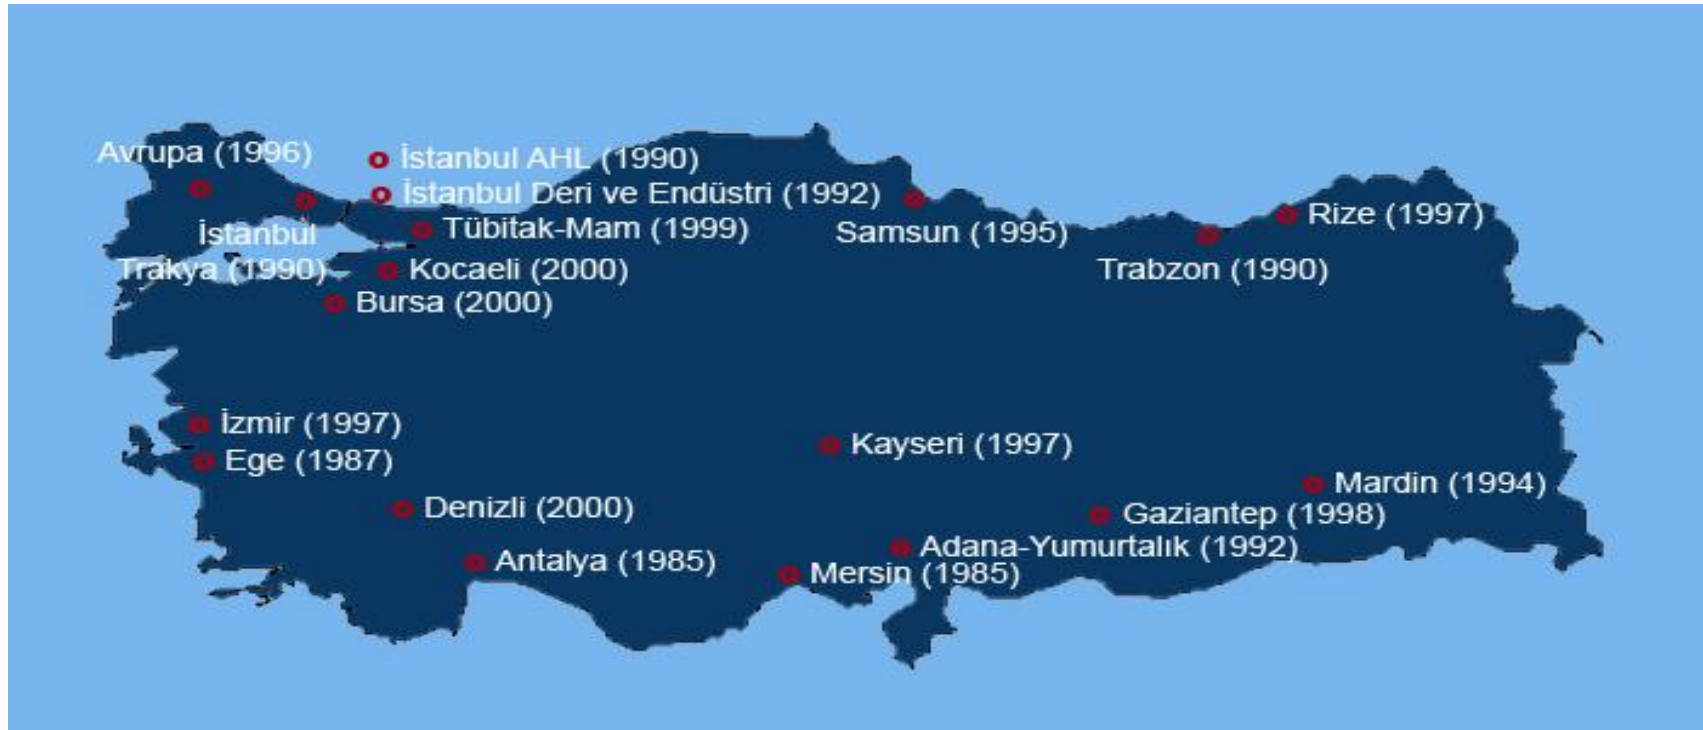 Avrupa (1996)
İstanbul AHL (1990)
İstanbul Deri ve Endüstri (1992)
Tübitak-Mam (1999)
İstanbul
Trakya (1990)
Kocaeli (2000)
Bursa (2000)
Samsun (1995)
Rize (1997)
Trabzon (1990)
İzmir (1997)
Ege (1987)
Kayseri (1997)
Denizli (2000)
Mardin (1994)
Gaziantep (1998)
Adana-Yumurtalık (1992)
Antalya (1985)
Mersin (1985)